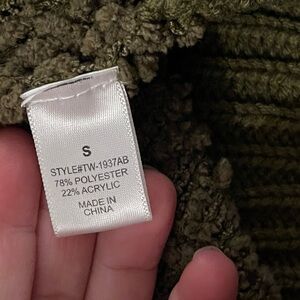 S
STYLE#TW-1937AB
78% POLYESTER
22% ACRYLIC
MADE IN
CHINA